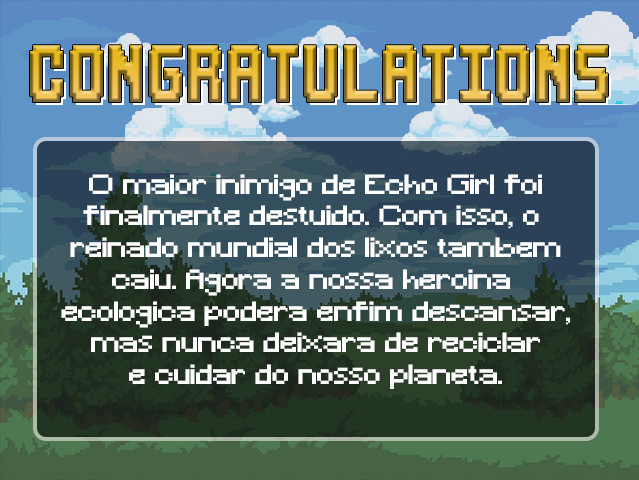 CONGRATULATIONS
O maior inimigo de Ecko Girl foi
finalmente destuido. Com isso, o
reinado mundial dos lixos tambem
caiu. Agora a nossa heroina
ecologica podera enfim descansar,
mas nunca deixara de reciclar
e cuidar do nosso planeta.